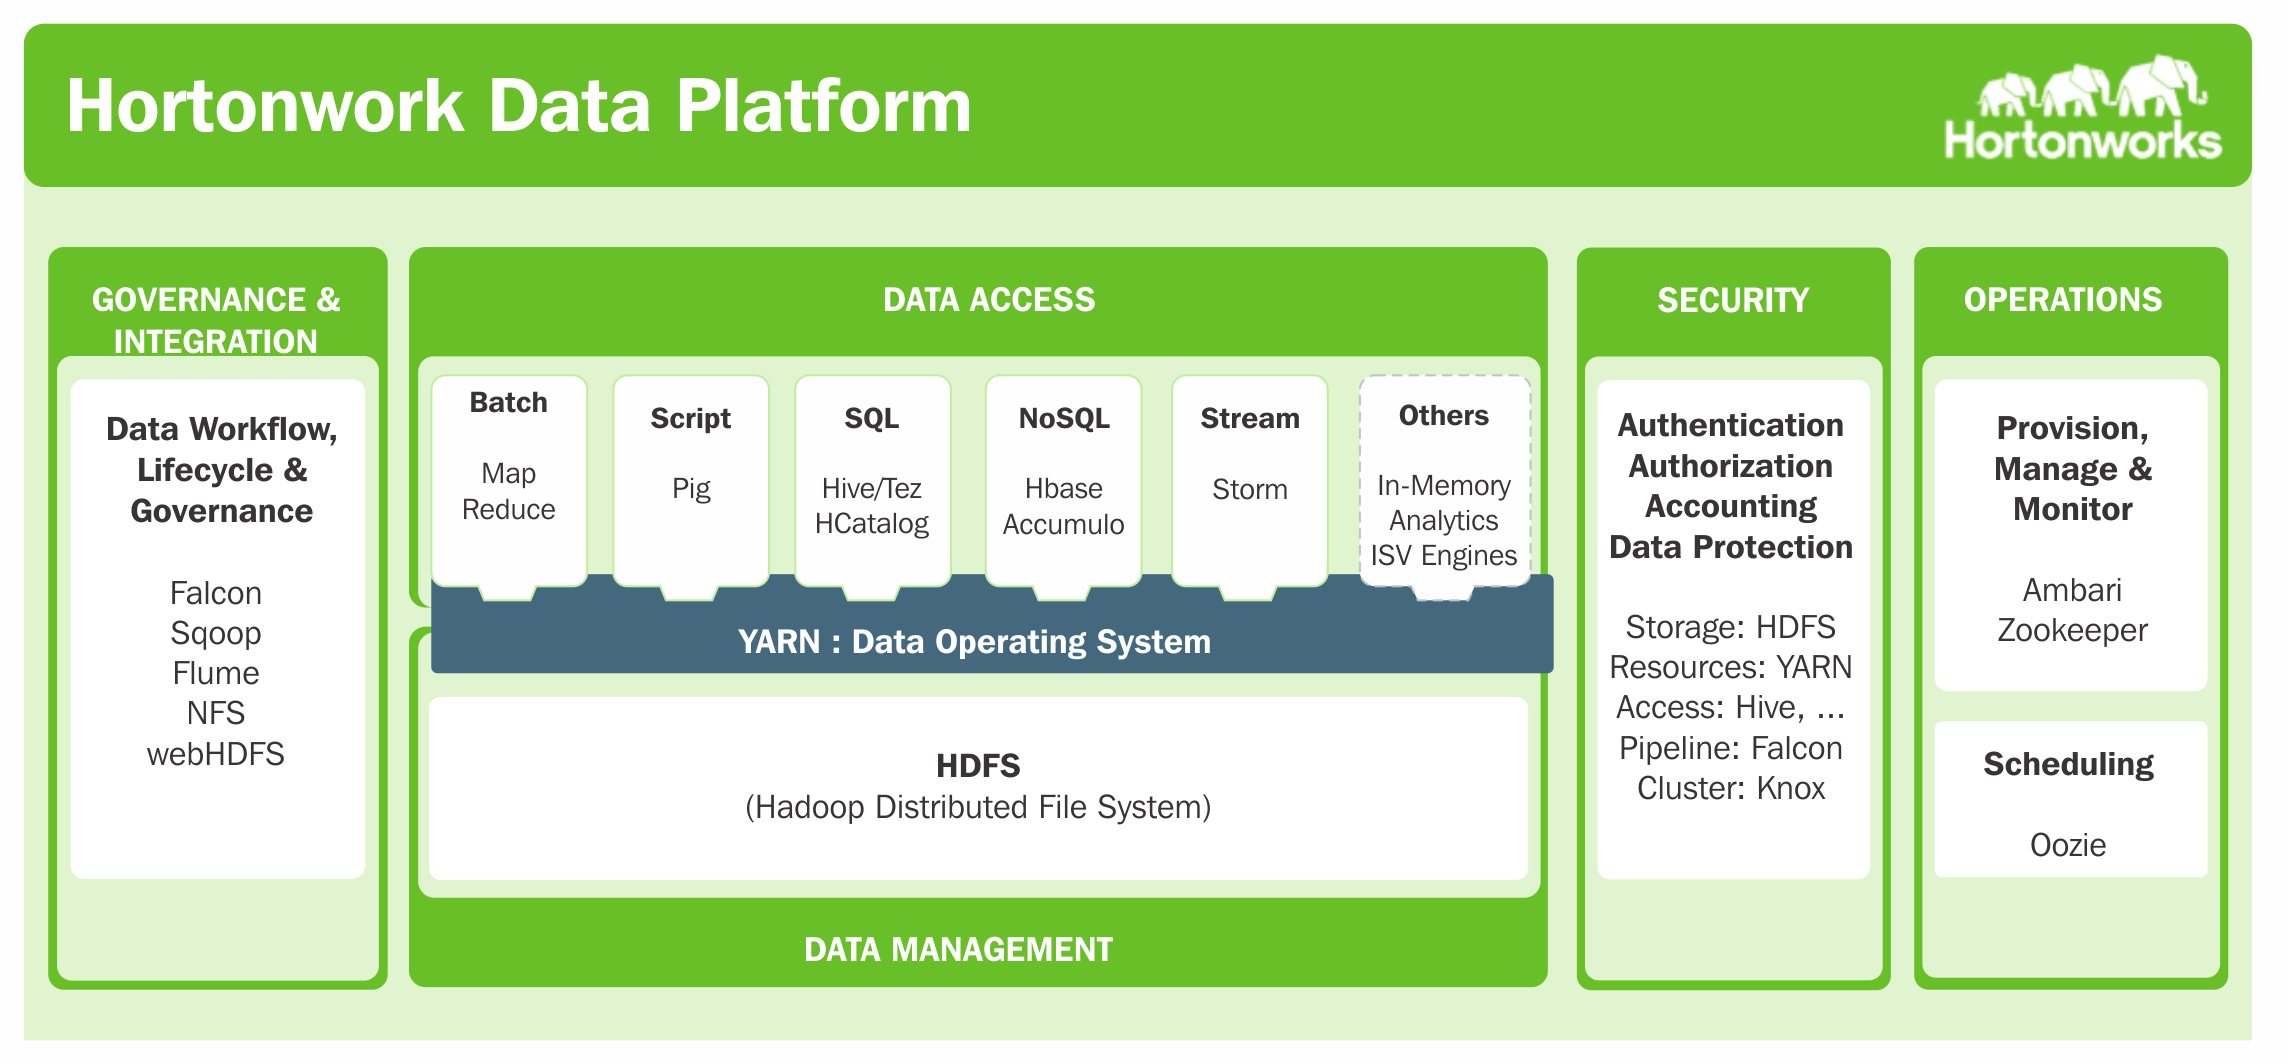 Hortonwork Data Platform
Hortonworks
GOVERNANCE &
INTEGRATION
Data Workflow,
Lifecycle &
Governance
Falcon
Sqoop
Flume
NFS
webHDFS
DATA ACCESS
Batch
Map
Reduce
Script
Pig
SQL
Hive/Tez
HCatalog
NoSQL
Hbase
Accumulo
Stream
Storm
Others
In-Memory
Analytics
ISV Engines
YARN : Data Operating System
HDFS
(Hadoop Distributed File System)
DATA MANAGEMENT
SECURITY
Authentication
Authorization
Accounting
Data Protection
Storage: HDFS
Resources: YARN
Access: Hive, ...
Pipeline: Falcon
Cluster: Knox
OPERATIONS
Provision,
Manage &
Monitor
Ambari
Zookeeper
Scheduling
Oozie